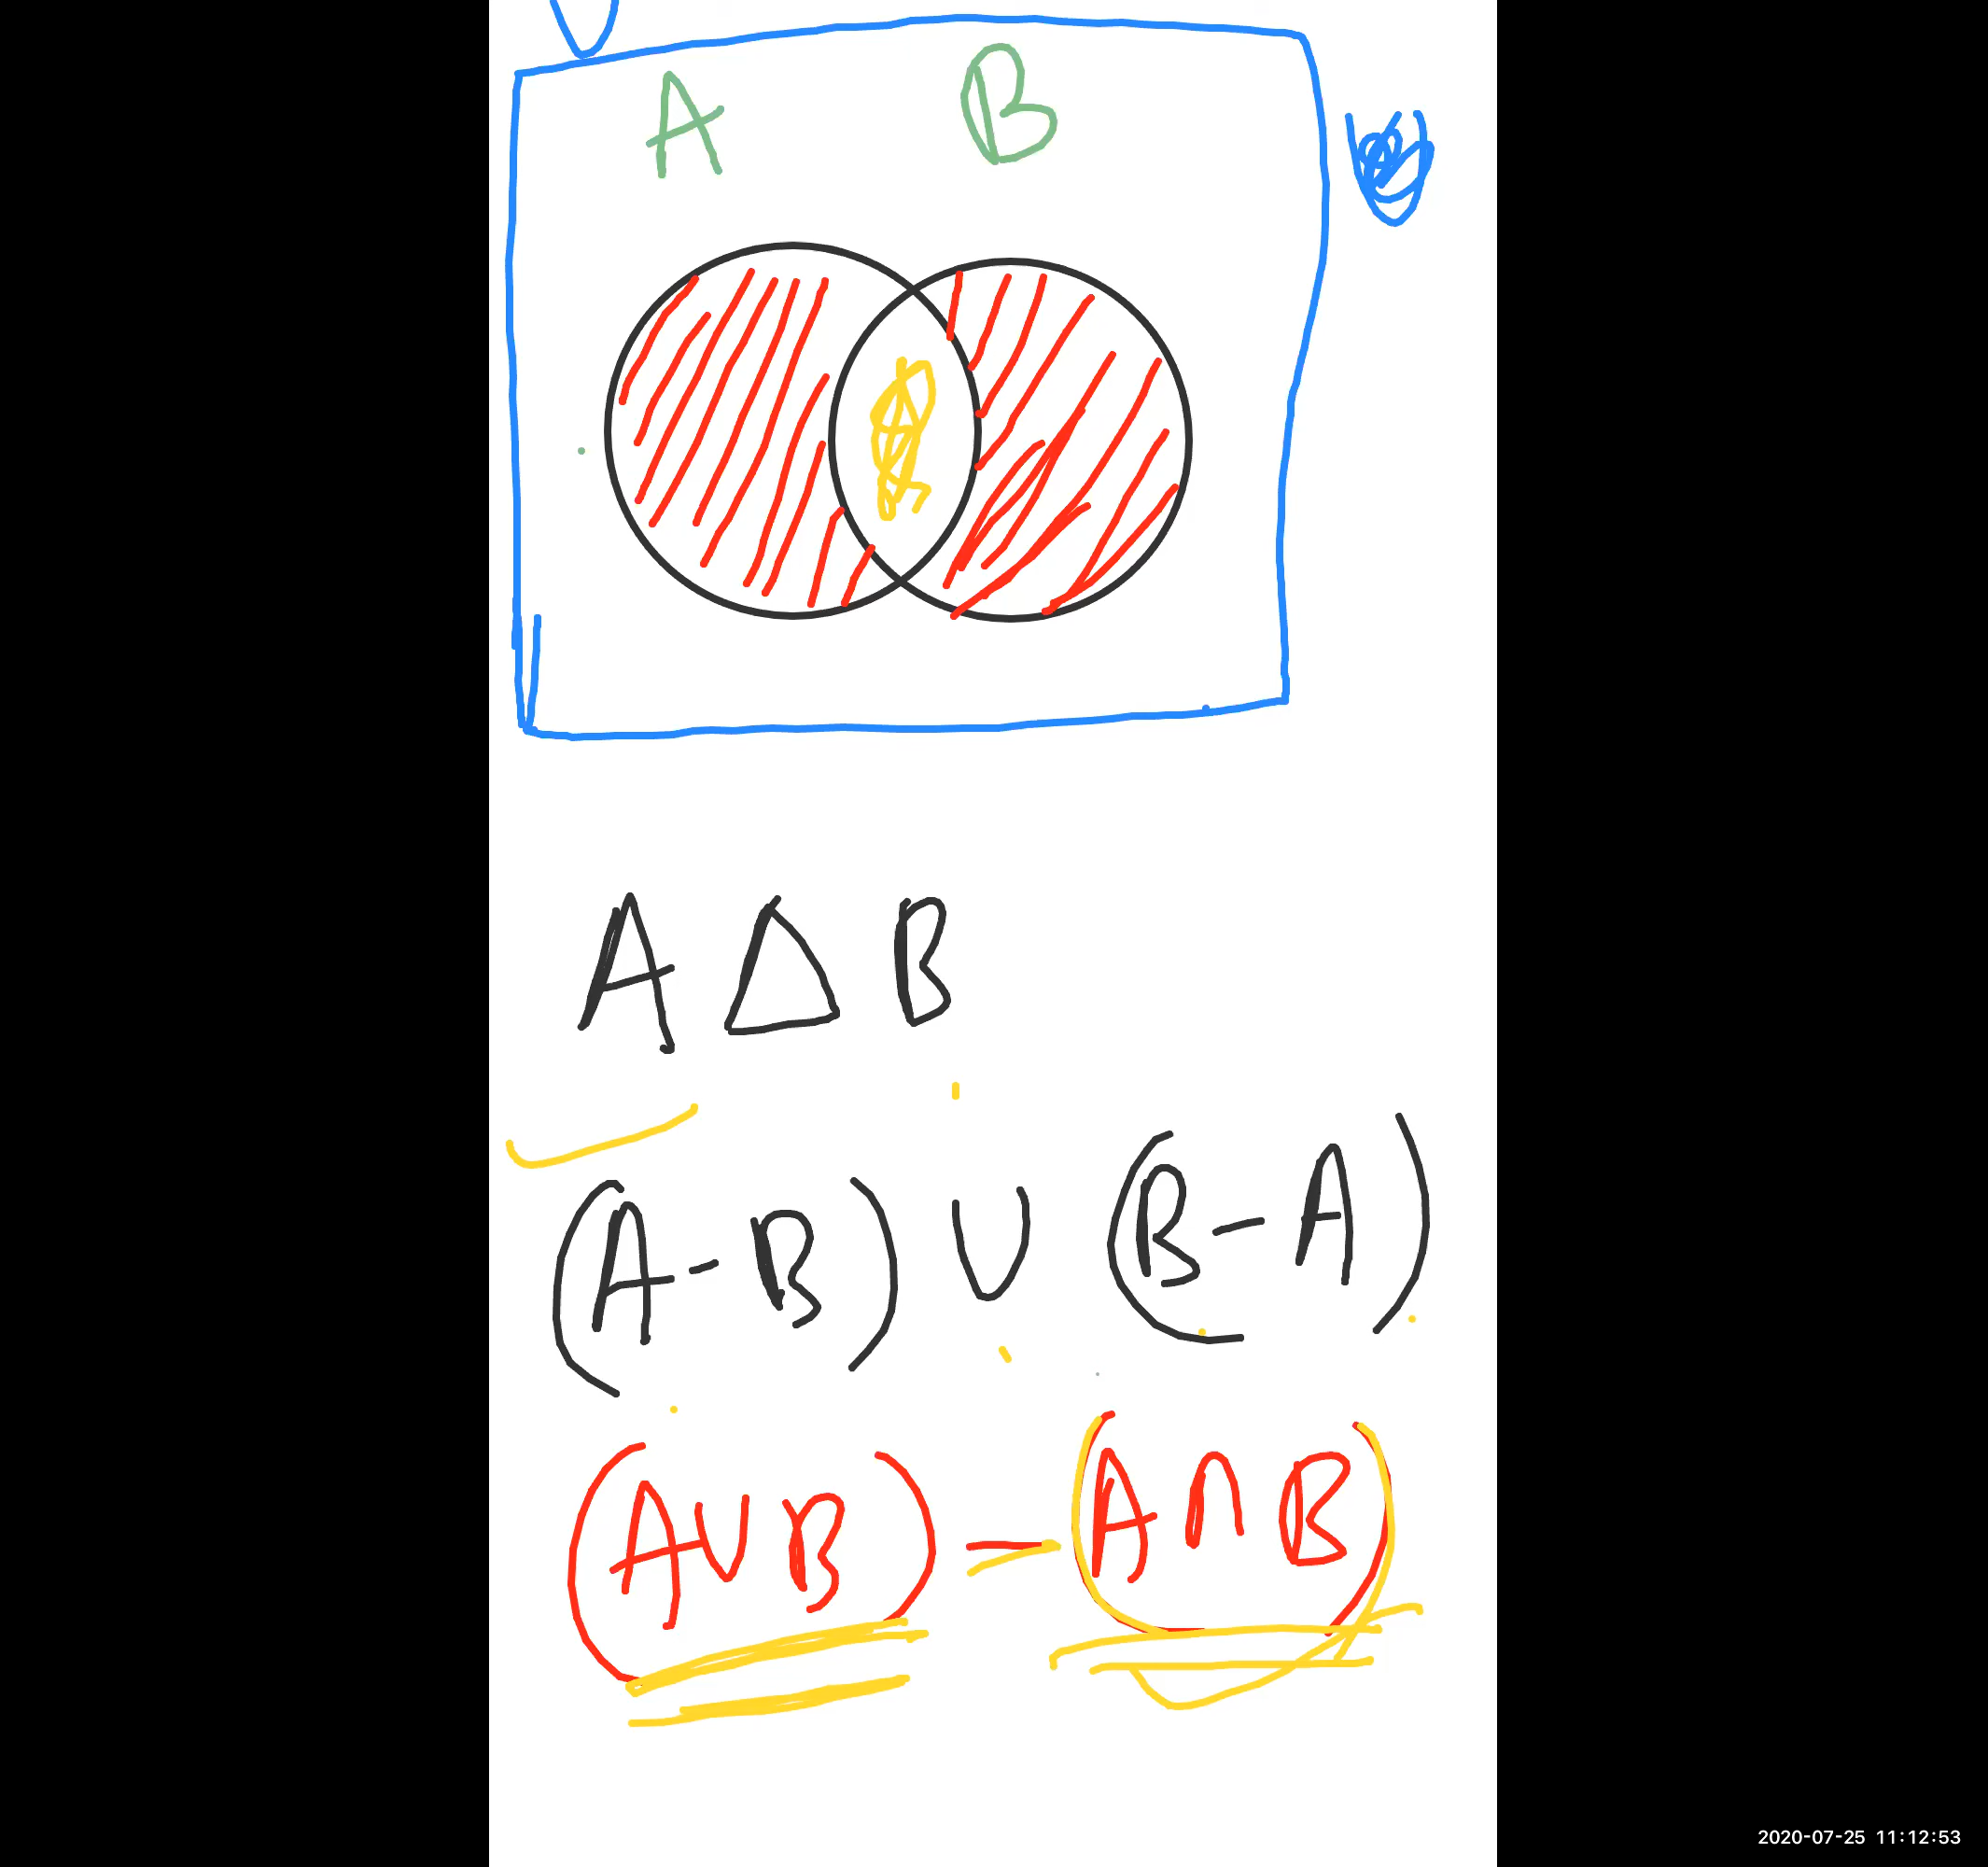 U
A B
A Δ B
(A-B) ∪ (B-A)
(A∪B) - (A∩B)
2020-07-25 11:12:53